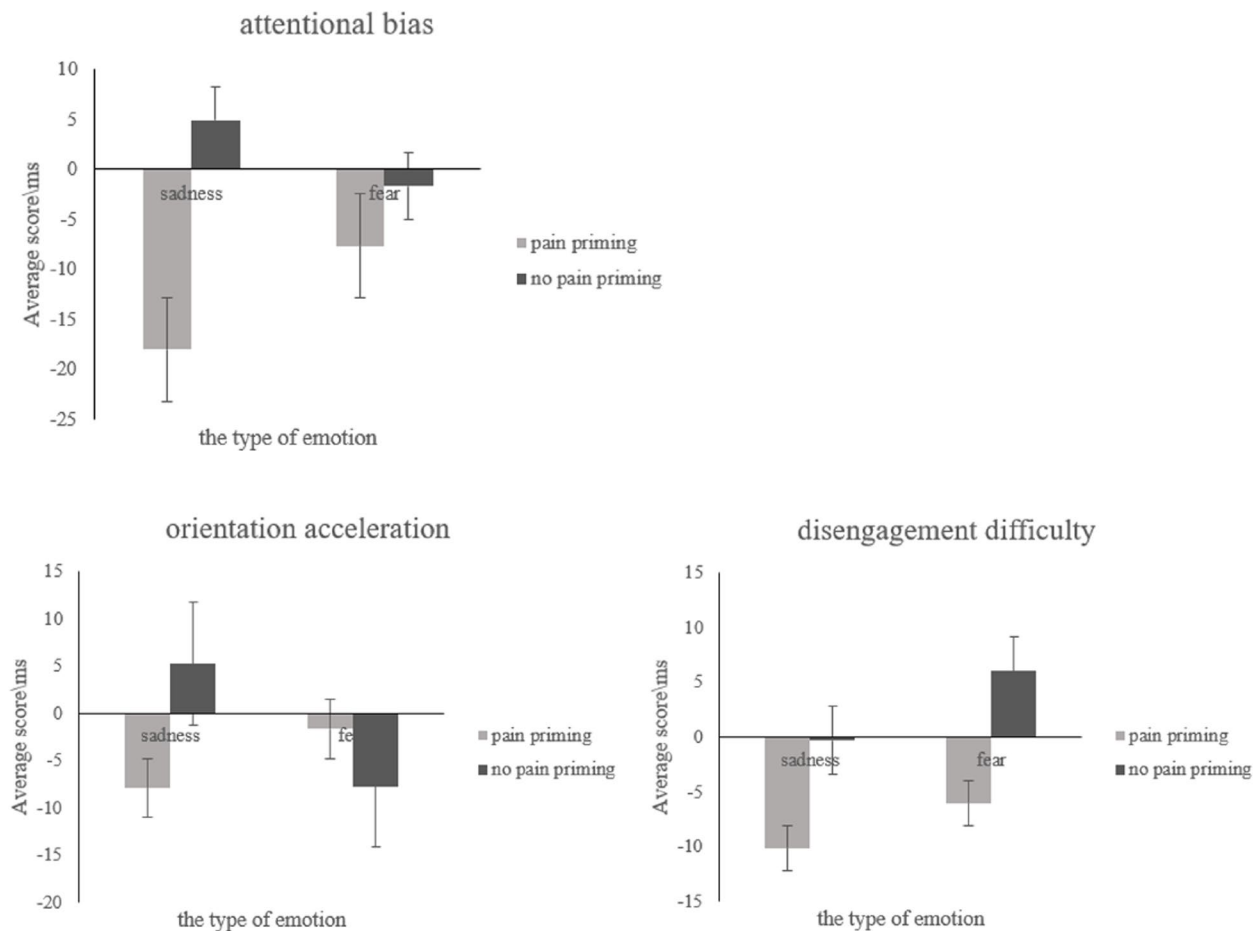 attentional bias
10
5
0
-5
-10
-15
-20
-25
Average score\ms
sadness
fear
the type of emotion
pain priming
no pain priming
orientation acceleration
15
10
5
0
-5
-10
-15
-20
Average score\ms
sadness
fe
the type of emotion
pain priming
no pain priming
disengagement difficulty
15
10
5
0
-5
-10
-15
Average score\ms
sadness
fear
the type of emotion
pain priming
no pain priming